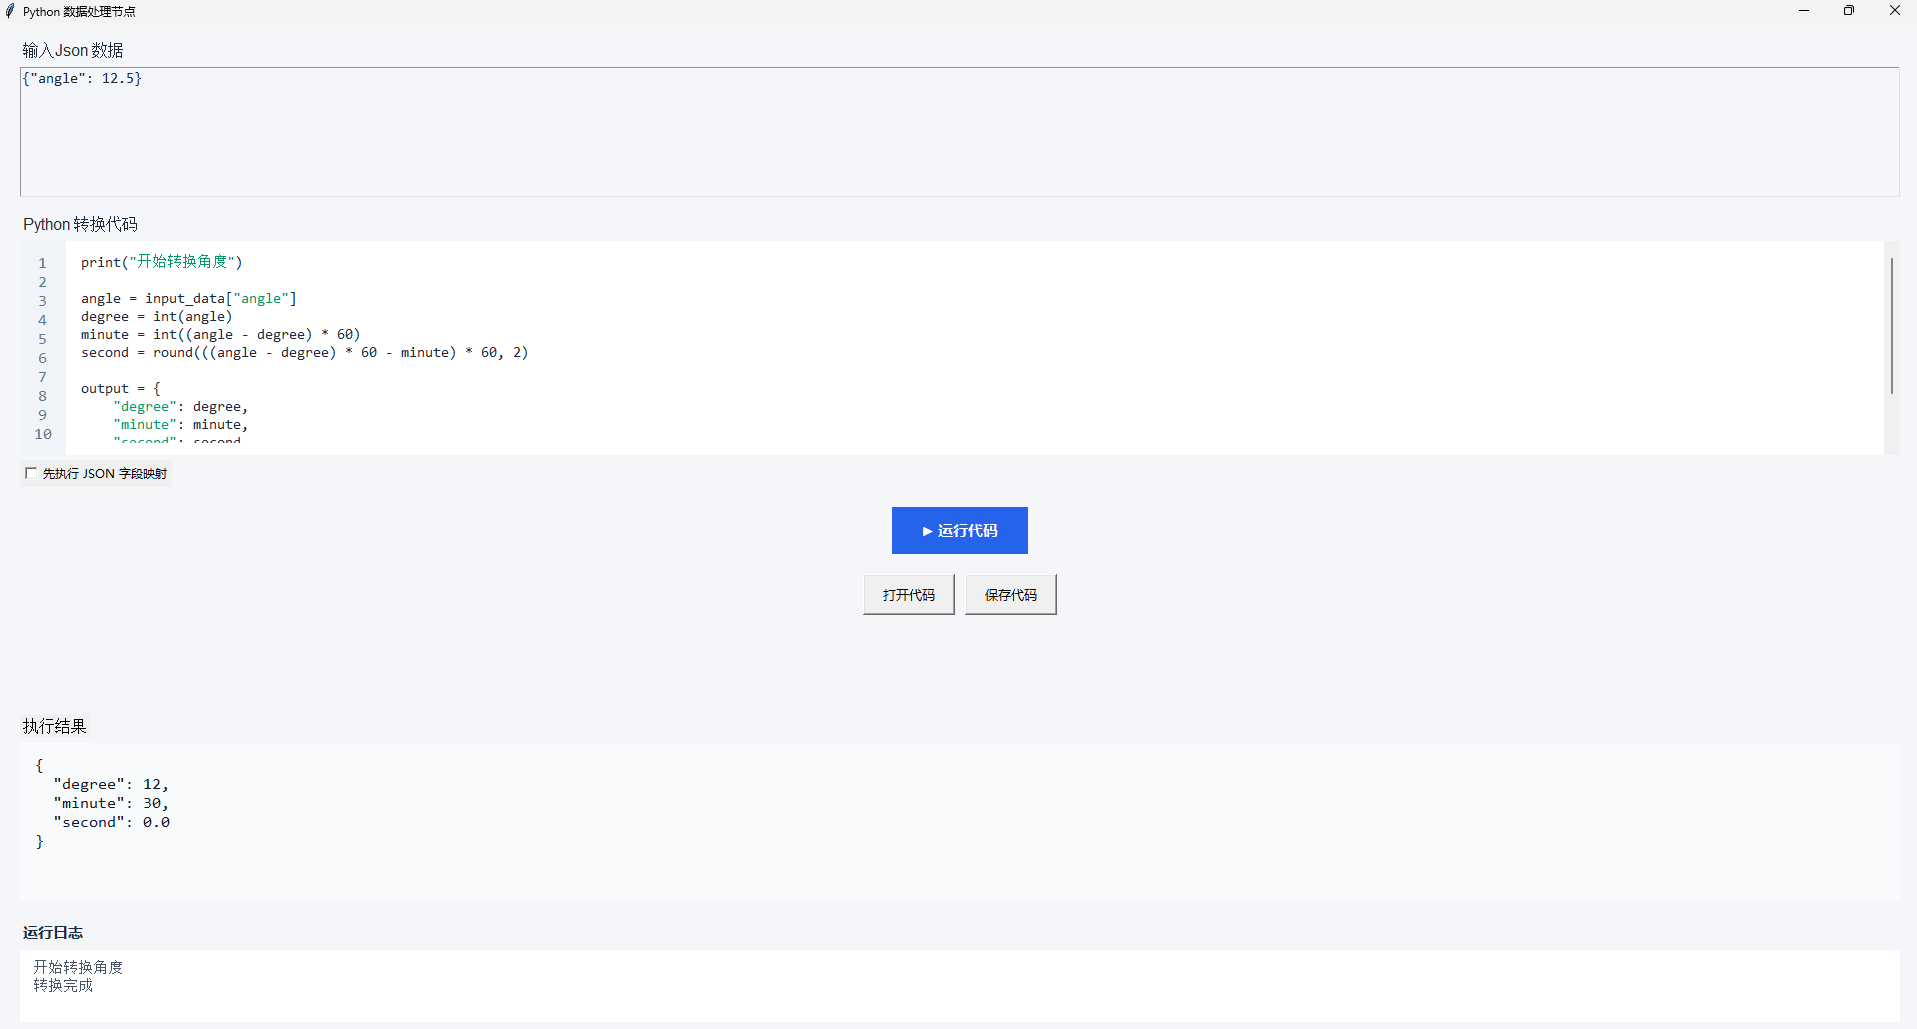 Python 数据处理节点
输入Json 数据
{"angle": 12.5}
Python 转换代码
1 print("开始转换角度")
2
3 angle = input_data["angle"]
4 degree = int(angle)
5 minute = int((angle - degree) * 60)
6 second = round(((angle - degree) * 60 - minute) * 60, 2)
7
8 output = {
9 "degree": degree,
10 "minute": minute,
"second": second
先执行 JSON 字段映射
▶ 运行代码
打开代码 保存代码
执行结果
{
"degree": 12,
"minute": 30,
"second": 0.0
}
运行日志
开始转换角度
转换完成